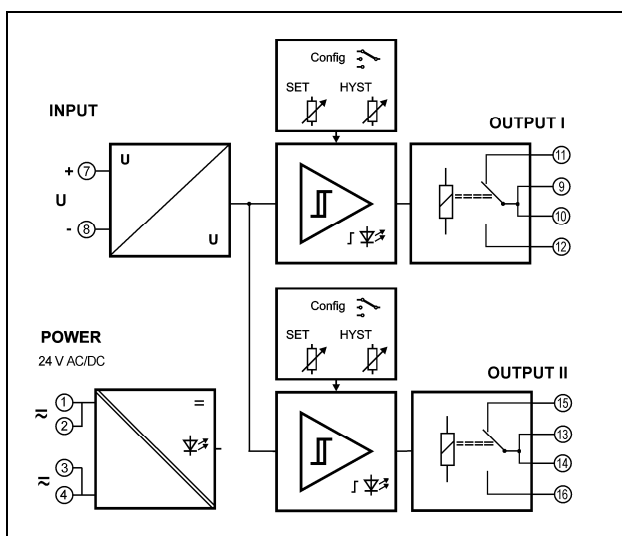 Config
SET HYST
INPUT
OUTPUT I
+ 7
U
- 8
U
U
11
9
10
12
Config
SET HYST
POWER
24 V AC/DC
OUTPUT II
1
2
3
4
=
15
13
14
16